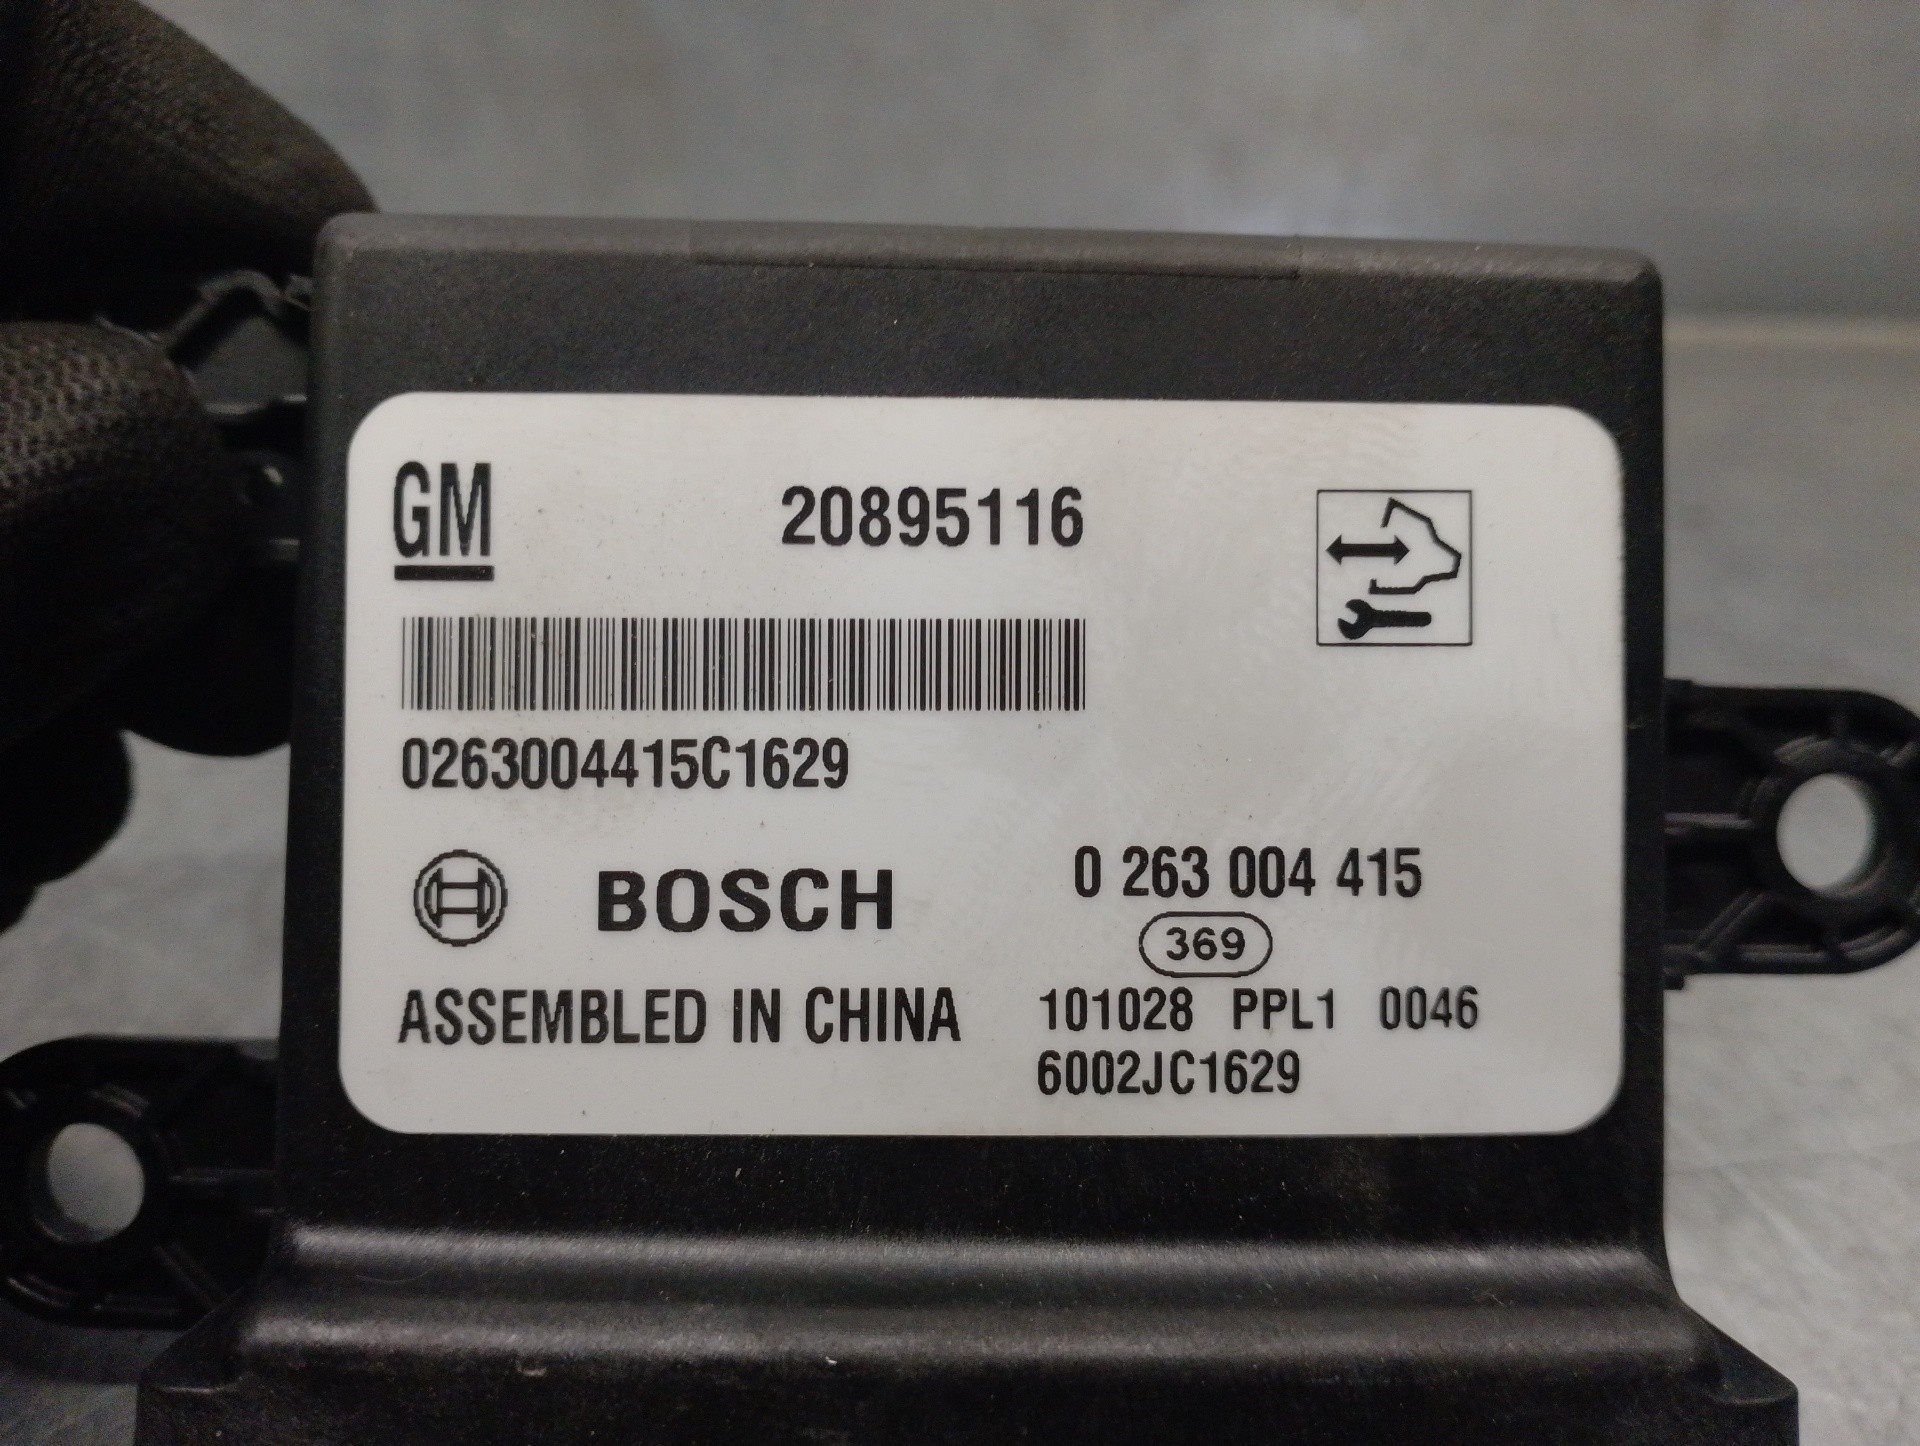 GM 20895116
0263004415C1629
BOSCH 0 263 004 415
369
ASSEMBLED IN CHINA 101028 PPL1 0046
6002JC1629